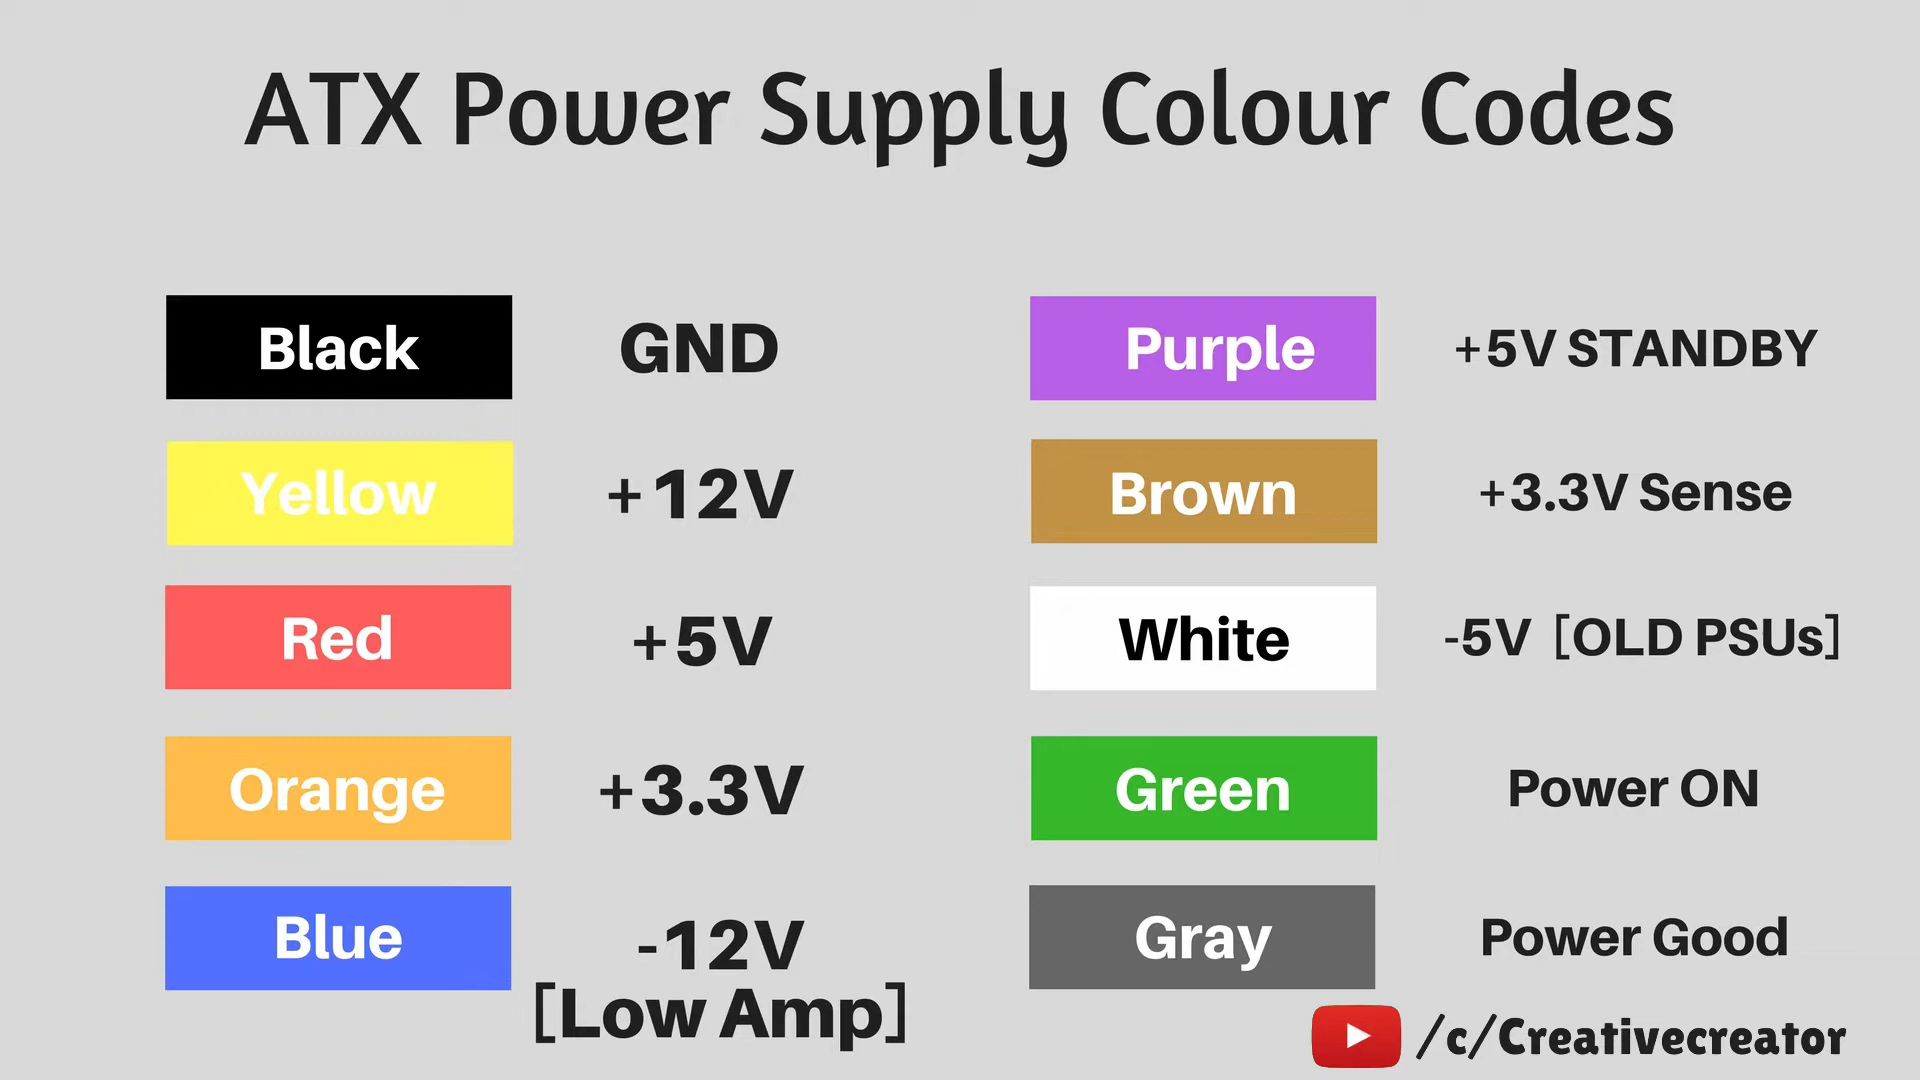 ATX Power Supply Colour Codes
Black GND
Yellow +12V
Red +5V
Orange +3.3V
Blue -12V
[Low Amp]
Purple +5V STANDBY
Brown +3.3V Sense
White -5V [OLD PSUs]
Green Power ON
Gray Power Good
/c/Creativecreator